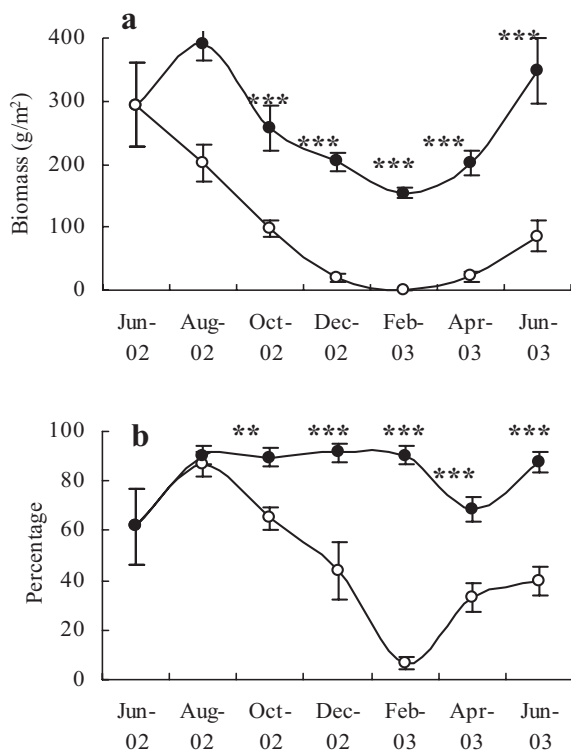 a
400
300
200
100
0
Biomass (g/m²)
***
***
***
***
***
Jun-02
Aug-02
Oct-02
Dec-02
Feb-03
Apr-03
Jun-03
b
100
80
60
40
20
0
Percentage
**
***
***
***
***
Jun-02
Aug-02
Oct-02
Dec-02
Feb-03
Apr-03
Jun-03